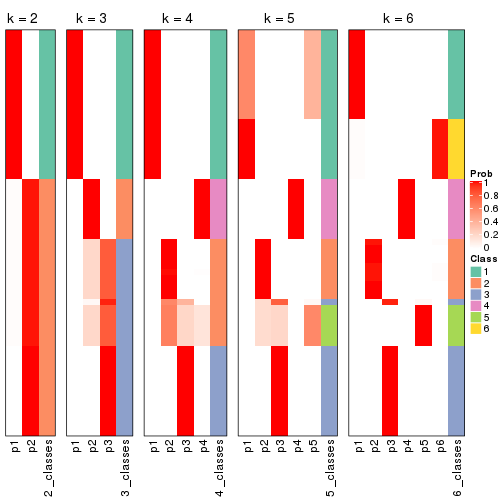 k = 2
k = 3
k = 4
k = 5
k = 6
p1
p2
2_classes
p1
p2
p3
3_classes
p1
p2
p3
p4
4_classes
p1
p2
p3
p4
p5
5_classes
p1
p2
p3
p4
p5
p6
6_classes
Prob
1
0.8
0.6
0.4
0.2
0
Class
1
2
3
4
5
6